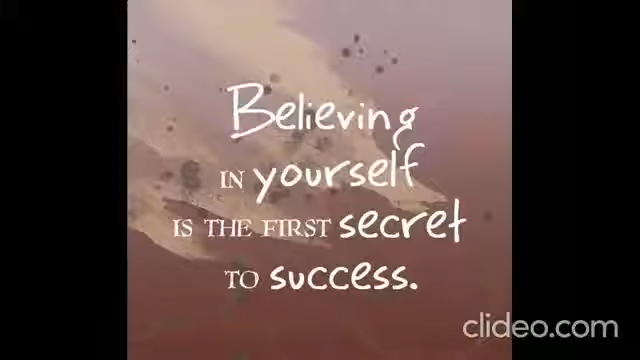 Believing
IN yourself
IS THE FIRST secret
TO success.
clideo.com